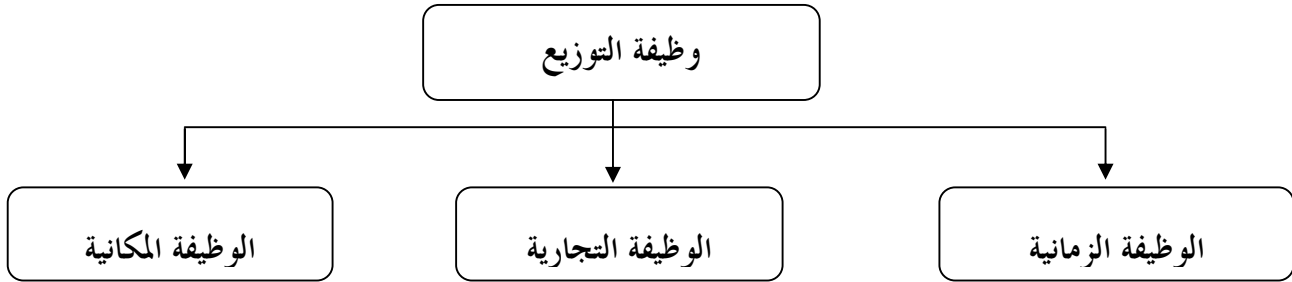 وظيفة التوزيع
الوظيفة الزمانية
الوظيفة التجارية
الوظيفة المكانية